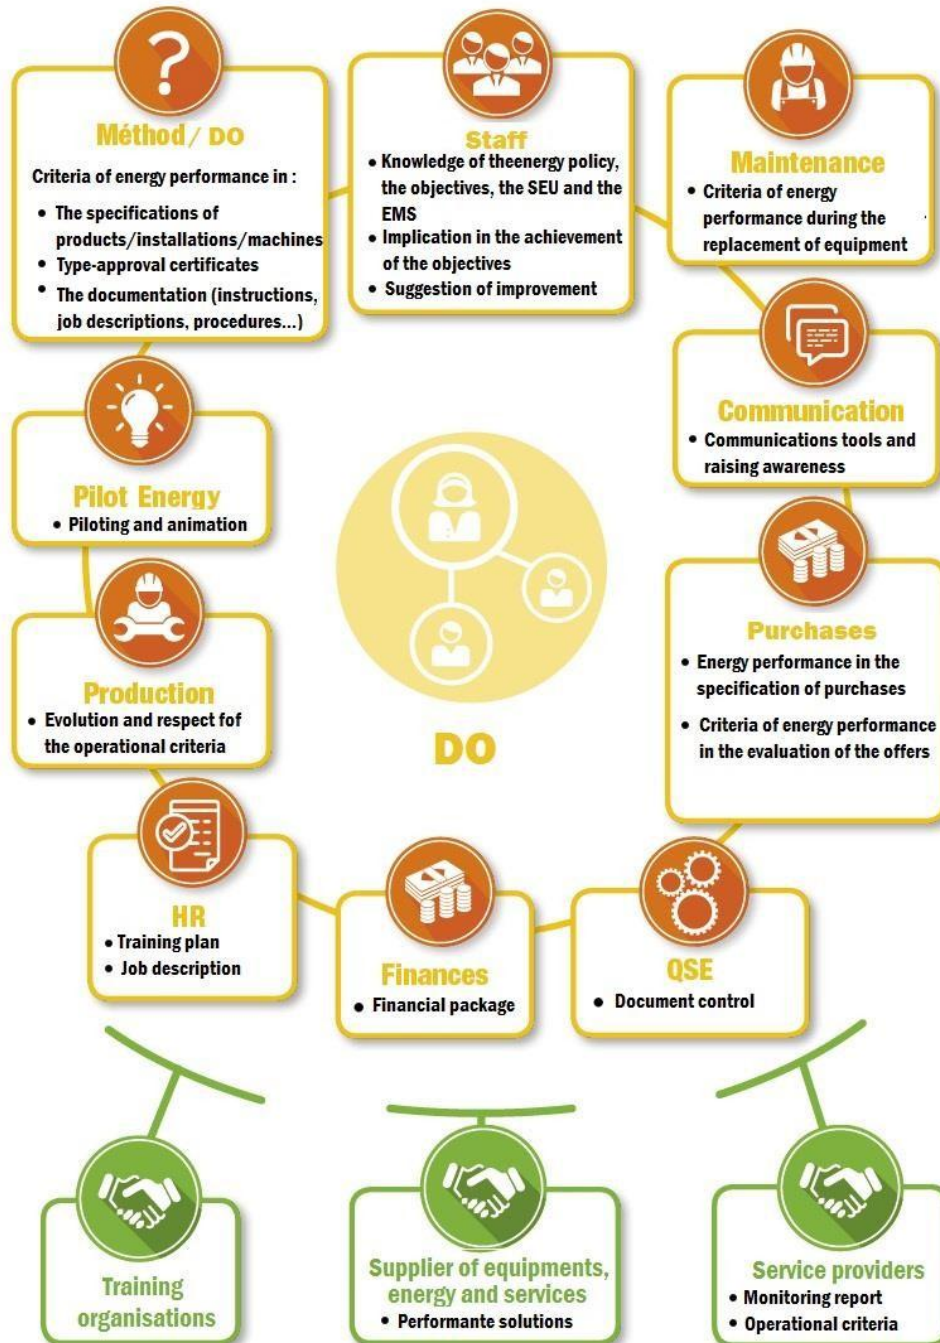 Méthod / DO
Criteria of energy performance in :
• The specifications of
products/installations/machines
• Type-approval certificates
• The documentation (instructions,
job descriptions, procedures...)
Staff
• Knowledge of theenergy policy,
the objectives, the SEU and the
EMS
• Implication in the achievement
of the objectives
• Suggestion of improvement
Maintenance
• Criteria of energy
performance during the
replacement of equipment
Communication
• Communications tools and
raising awareness
Pilot Energy
• Piloting and animation
Purchases
• Energy performance in the
specification of purchases
• Criteria of energy performance
in the evaluation of the offers
Production
• Evolution and respect fof
the operational criteria
DO
HR
• Training plan
• Job description
Finances
• Financial package
QSE
• Document control
Training
organisations
Supplier of equipments,
energy and services
• Performante solutions
Service providers
• Monitoring report
• Operational criteria